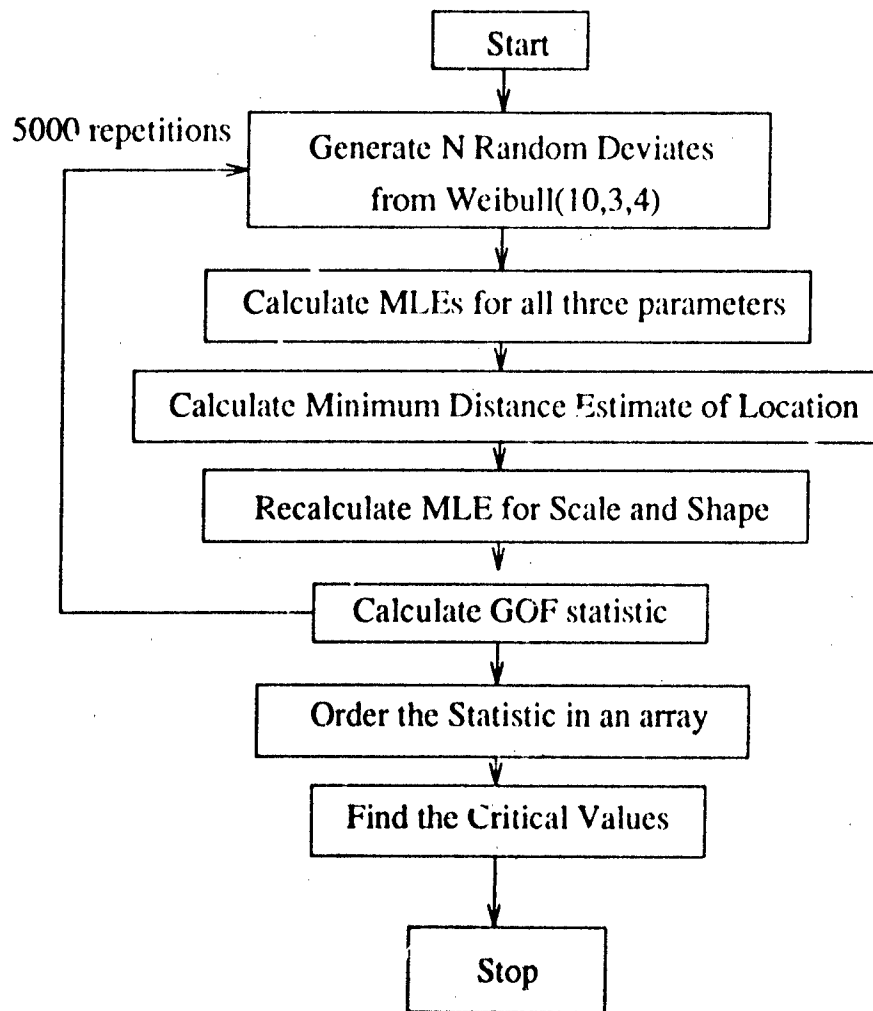 Start
5000 repetitions
Generate N Random Deviates
from Weibull(10,3,4)
Calculate MLEs for all three parameters
Calculate Minimum Distance Estimate of Location
Recalculate MLE for Scale and Shape
Calculate GOF statistic
Order the Statistic in an array
Find the Critical Values
Stop